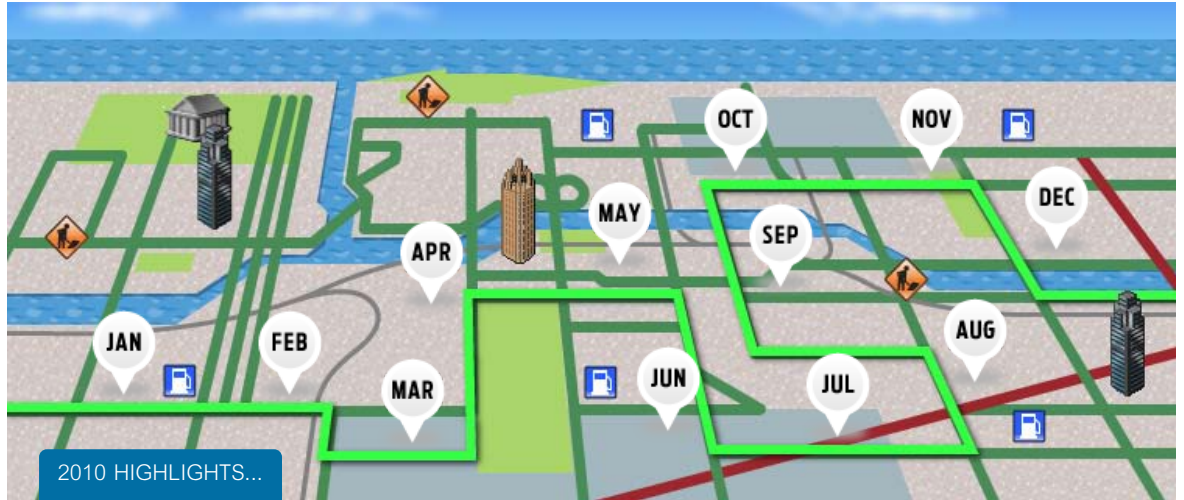 OCT
NOV
DEC
MAY
SEP
APR
JAN
FEB
AUG
MAR
JUN
JUL
2010 HIGHLIGHTS...